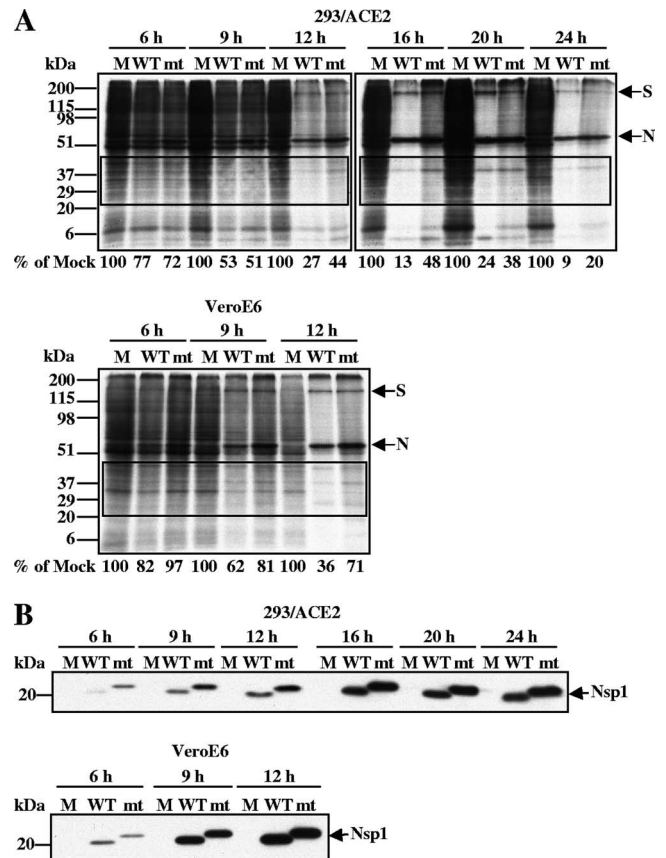 A
293/ACE2
6 h 9 h 12 h 16 h 20 h 24 h
kDa M WT mt M WT mt M WT mt M WT mt M WT mt M WT mt
200
115
98
51
37
29
20
6
S
N
% of Mock 100 77 72 100 53 51 100 27 44 100 13 48 100 24 38 100 9 20
VeroE6
6 h 9 h 12 h
kDa M WT mt M WT mt M WT mt
200
115
98
51
37
29
20
6
S
N
% of Mock 100 82 97 100 62 81 100 36 71
B
293/ACE2
6 h 9 h 12 h 16 h 20 h 24 h
kDa M WT mt M WT mt M WT mt M WT mt M WT mt M WT mt
20 Nsp1
VeroE6
6 h 9 h 12 h
kDa M WT mt M WT mt M WT mt
20 Nsp1